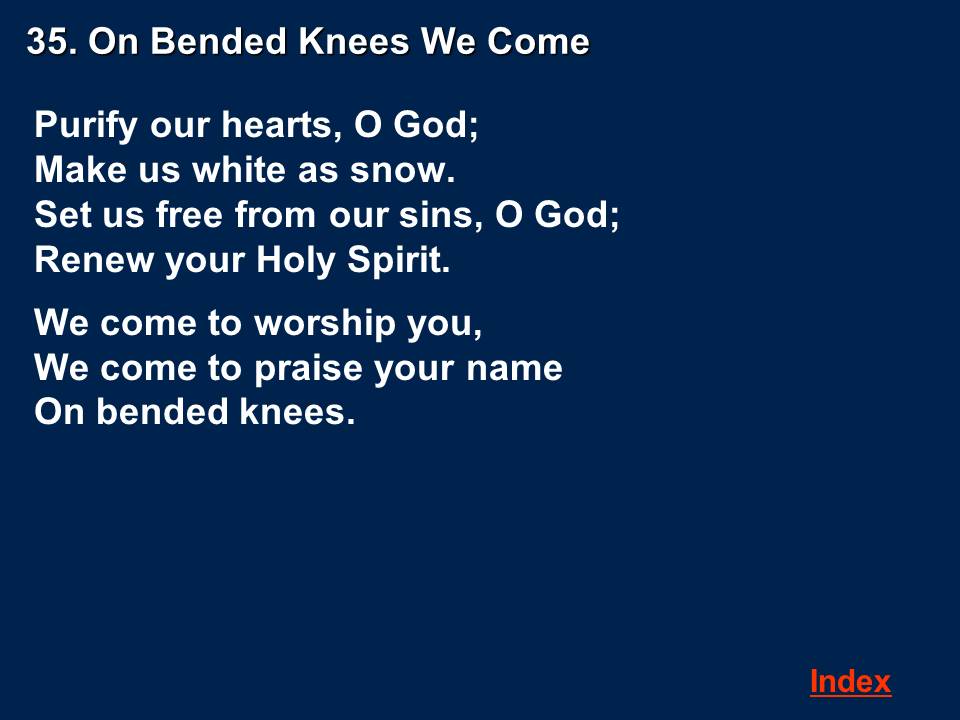 35. On Bended Knees We Come
Purify our hearts, O God;
Make us white as snow.
Set us free from our sins, O God;
Renew your Holy Spirit.
We come to worship you,
We come to praise your name
On bended knees.
Index